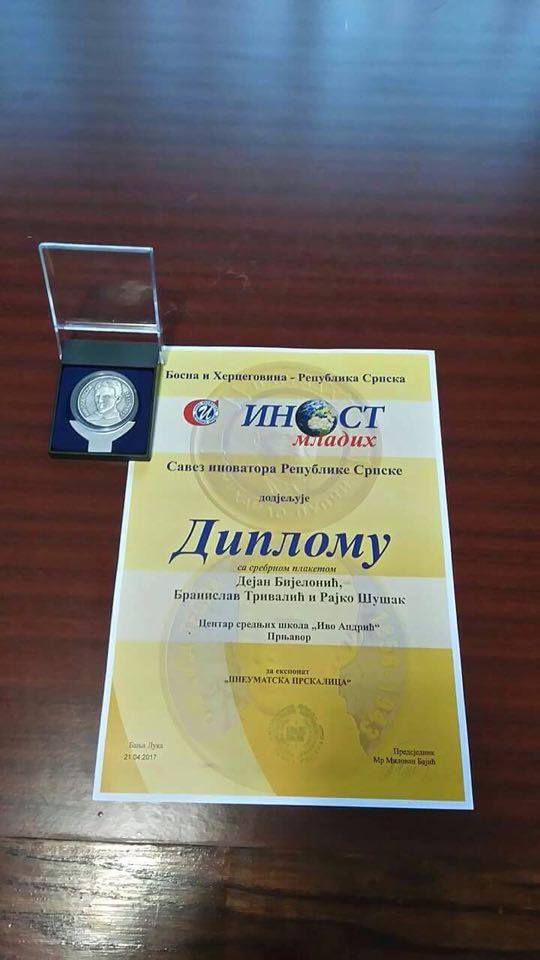 Босна и Херцеговина - Република Српска
ИНОСТ
младих
Савез иноватора Републике Српске
додјељује
Диплому
са сребрном плакетом
Дејан Бијелонић,
Бранислав Тривалић и Рајко Шушак
Центар средњих школа „Иво Андрић“
Прњавор
за експонат
„ПНЕУМАТСКА ПРСКАЛИЦА“
Бања Лука
21.04.2017
Предсједник
Мр Милован Бајић